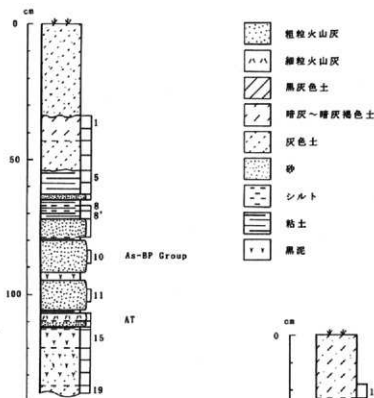 cm
0
50
100
1
5
8
8'
10
As-BP Group
11
AT
15
19
粗粒火山灰
細粒火山灰
黒灰色土
暗灰～暗灰褐色土
灰色土
砂
シルト
粘土
黒泥
cm
0
1